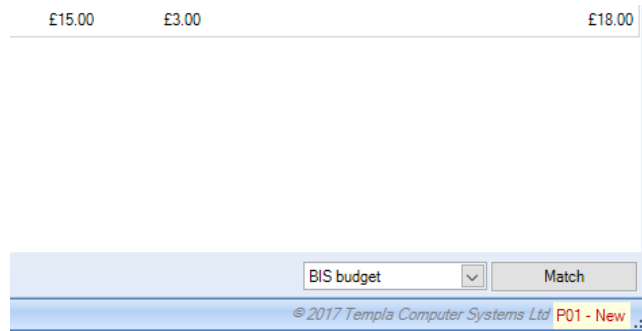 £15.00 £3.00 £18.00
BIS budget Match
© 2017 Templa Computer Systems Ltd P01 - New